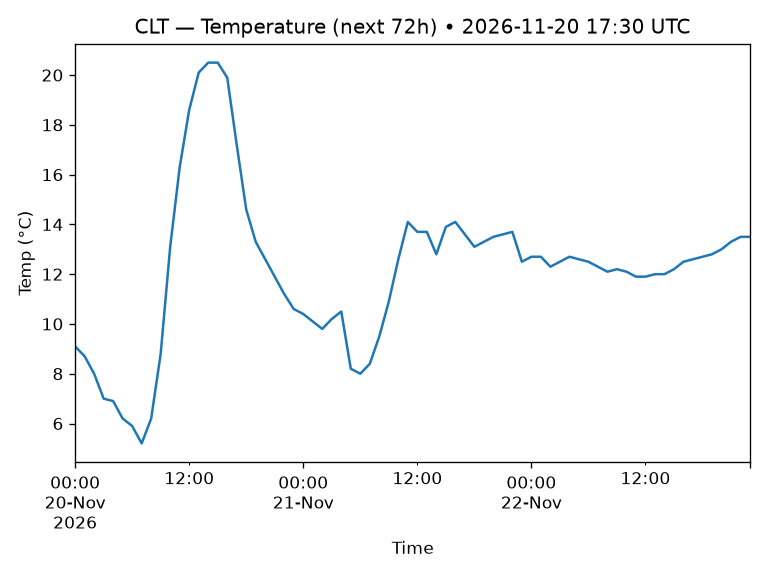 CLT — Temperature (next 72h) • 2026-11-20 17:30 UTC
Temp (°C)
20
18
16
14
12
10
8
6
00:00
20-Nov
2026
12:00
00:00
21-Nov
12:00
00:00
22-Nov
12:00
Time